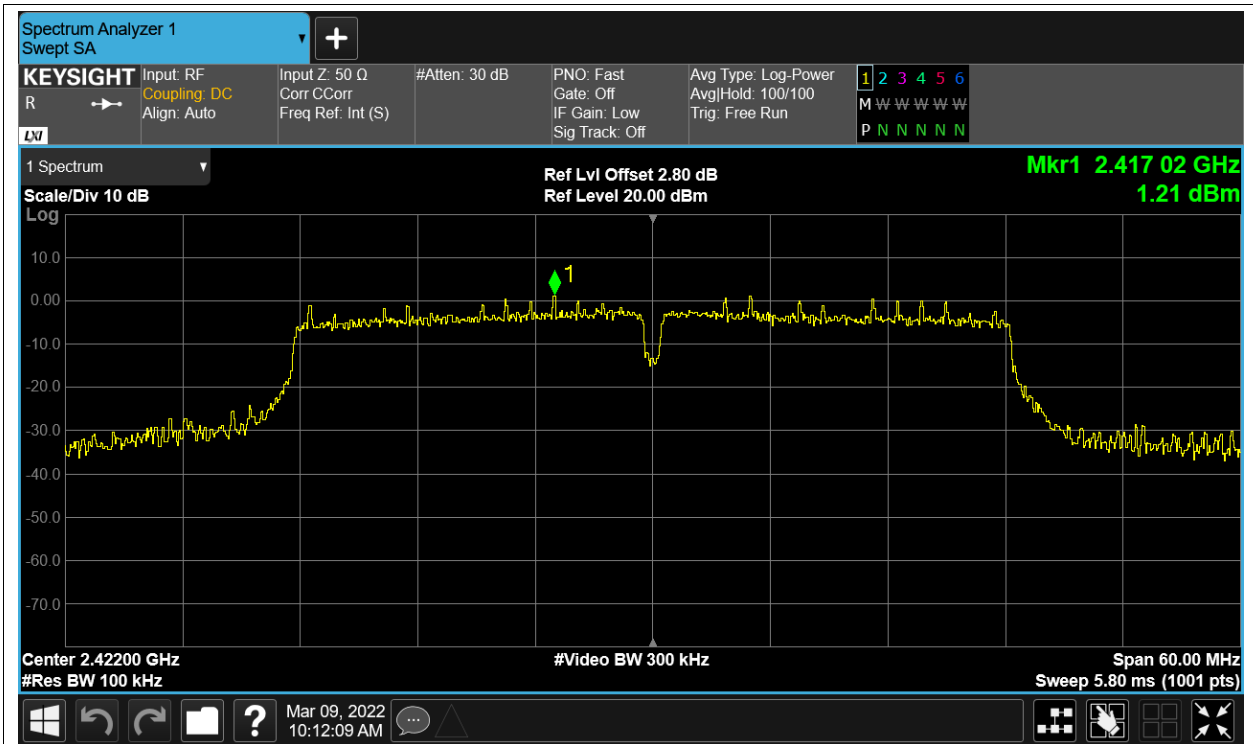 Spectrum Analyzer 1
Swept SA
KEYSIGHT
R
LXI
Input: RF
Coupling: DC
Align: Auto
Input Z: 50 Ω
Corr CCorr
Freq Ref: Int (S)
#Atten: 30 dB
PNO: Fast
Gate: Off
IF Gain: Low
Sig Track: Off
Avg Type: Log-Power
Avg|Hold: 100/100
Trig: Free Run
1 2 3 4 5 6
M W W W W W
P N N N N N
1 Spectrum
Scale/Div 10 dB
Ref Lvl Offset 2.80 dB
Ref Level 20.00 dBm
Mkr1 2.417 02 GHz
1.21 dBm
Log
10.0
0.00
-10.0
-20.0
-30.0
-40.0
-50.0
-60.0
-70.0
1
Center 2.42200 GHz
#Res BW 100 kHz
#Video BW 300 kHz
Span 60.00 MHz
Sweep 5.80 ms (1001 pts)
?
Mar 09, 2022
10:12:09 AM